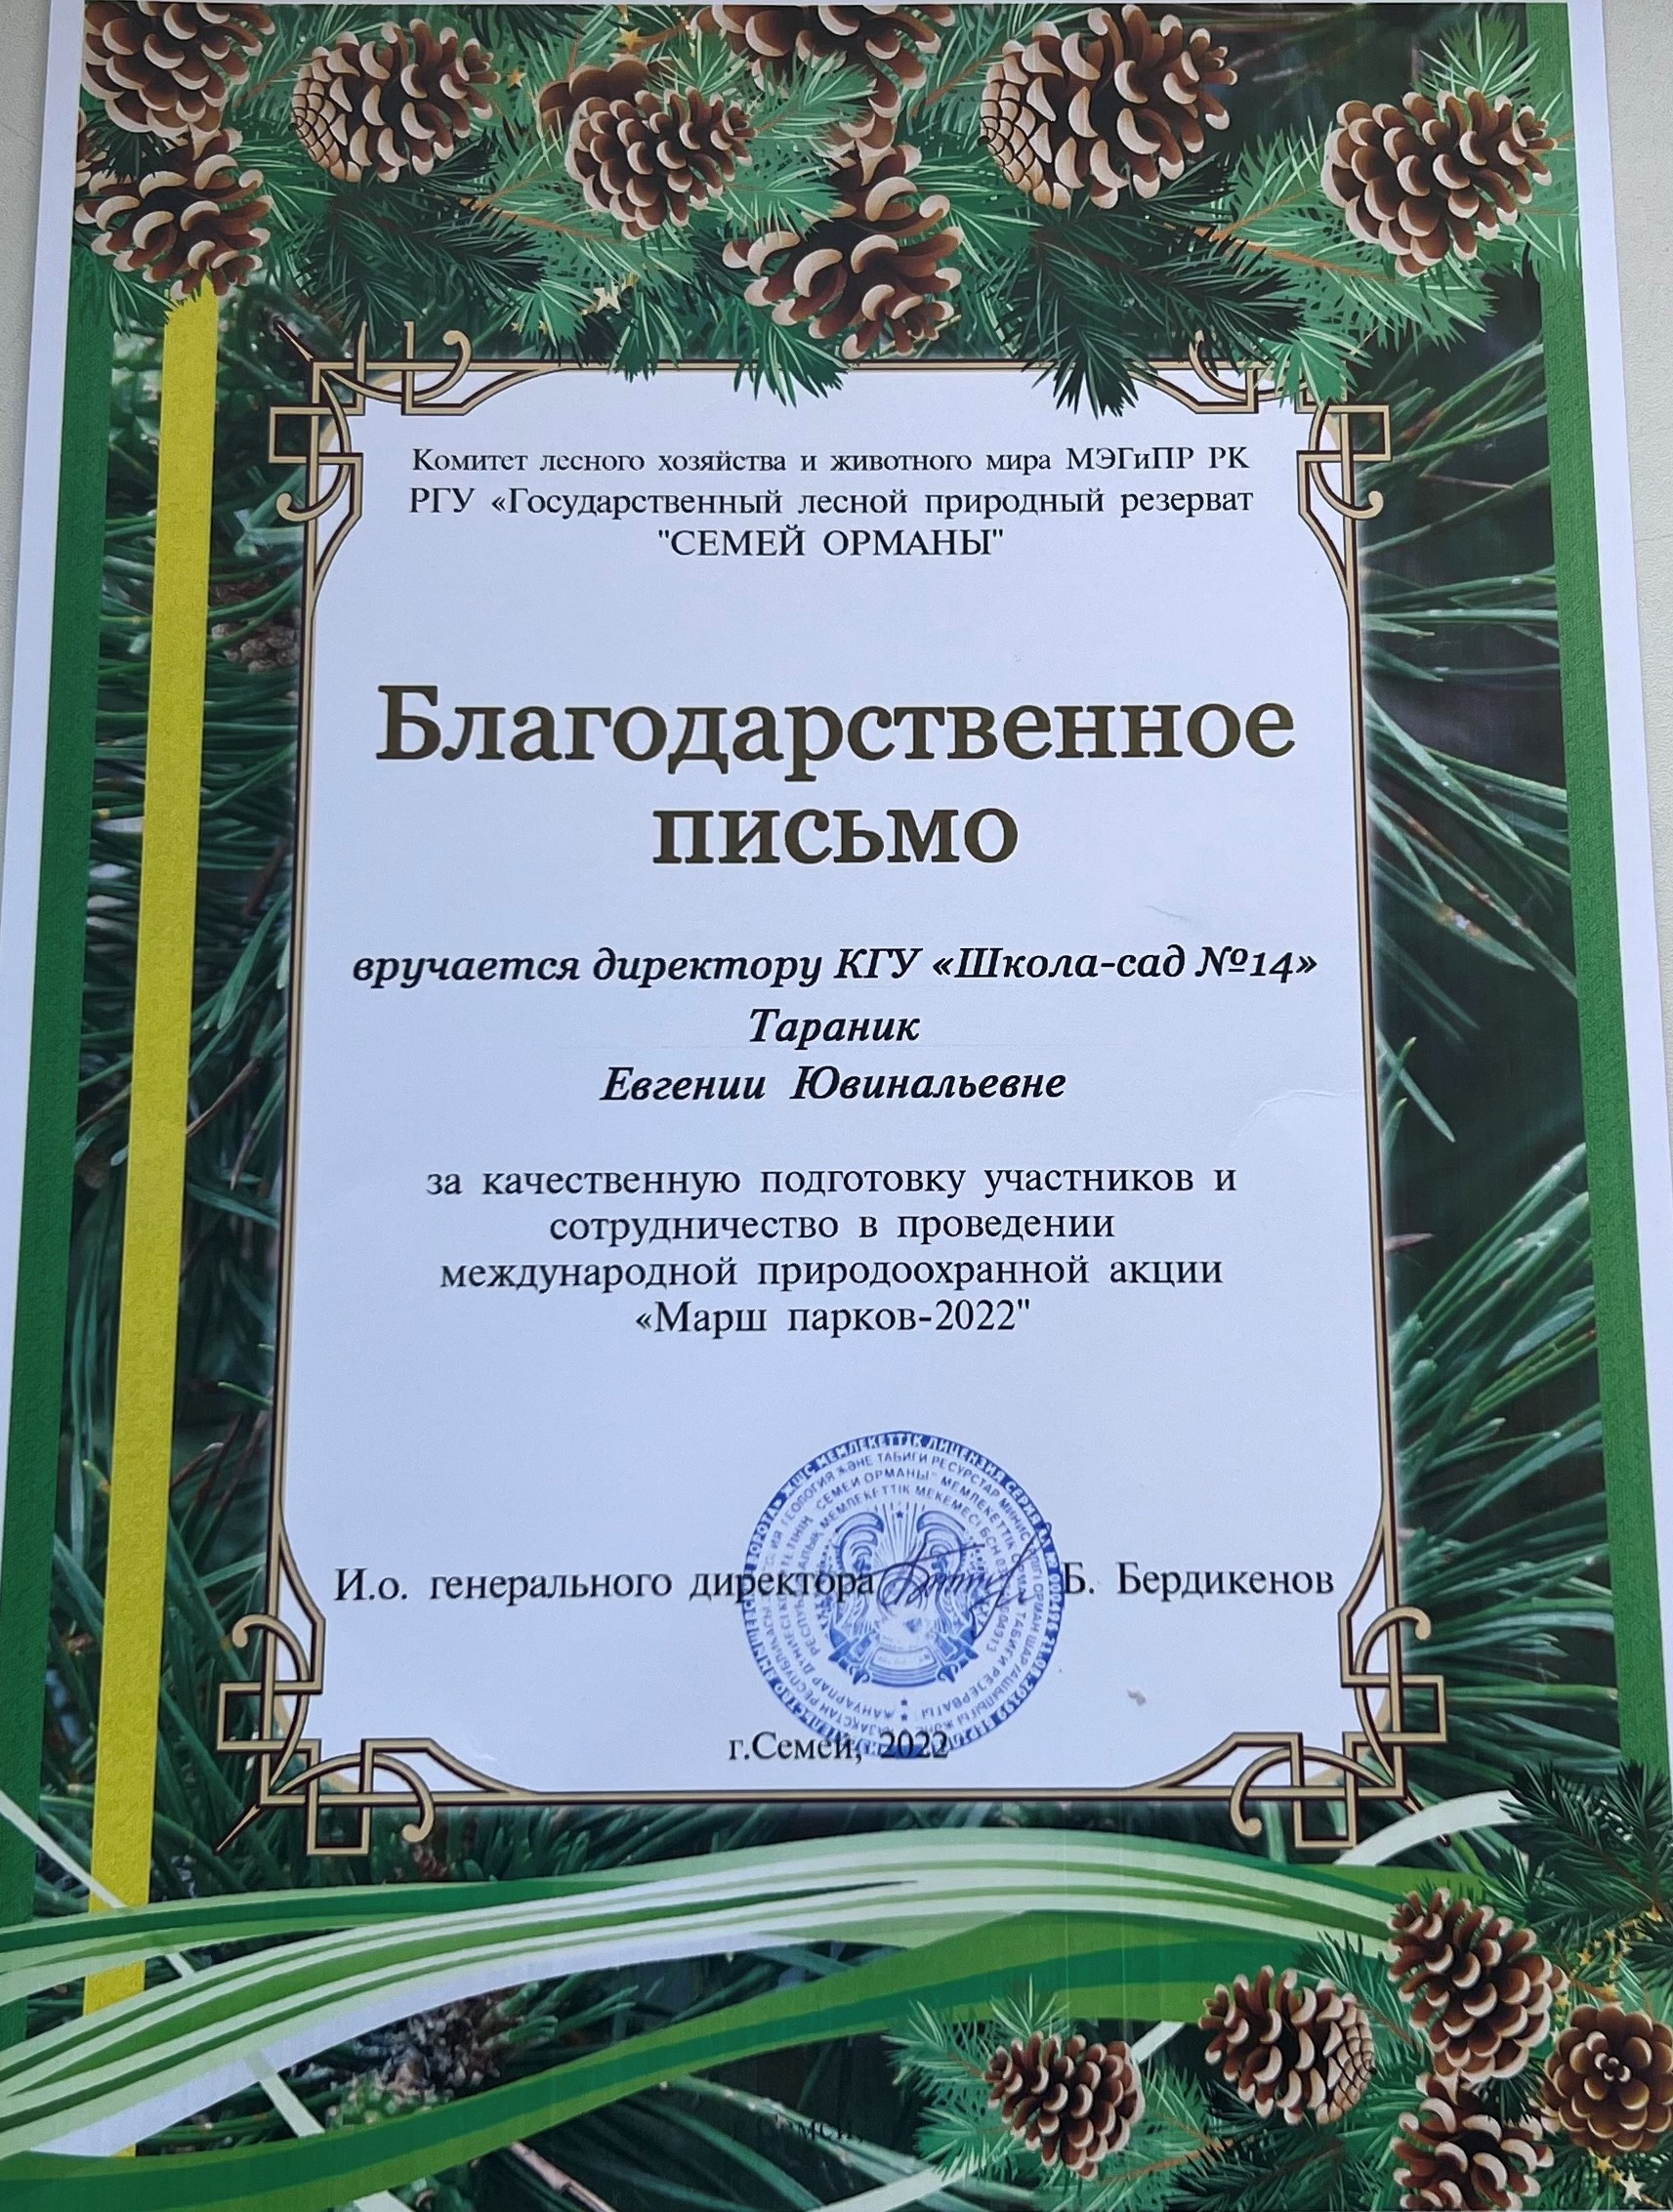 Комитет лесного хозяйства и животного мира МЭГиПР РК
РГУ «Государственный лесной природный резерват
"СЕМЕЙ ОРМАНЫ"
Благодарственное
письмо
вручается директору КГУ «Школа-сад №14»
Тараник
Евгении Ювинальевне
за качественную подготовку участников и
сотрудничество в проведении
международной природоохранной акции
«Марш парков-2022"
И.о. генерального директора Б. Бердикенов
г.Семей, 2022